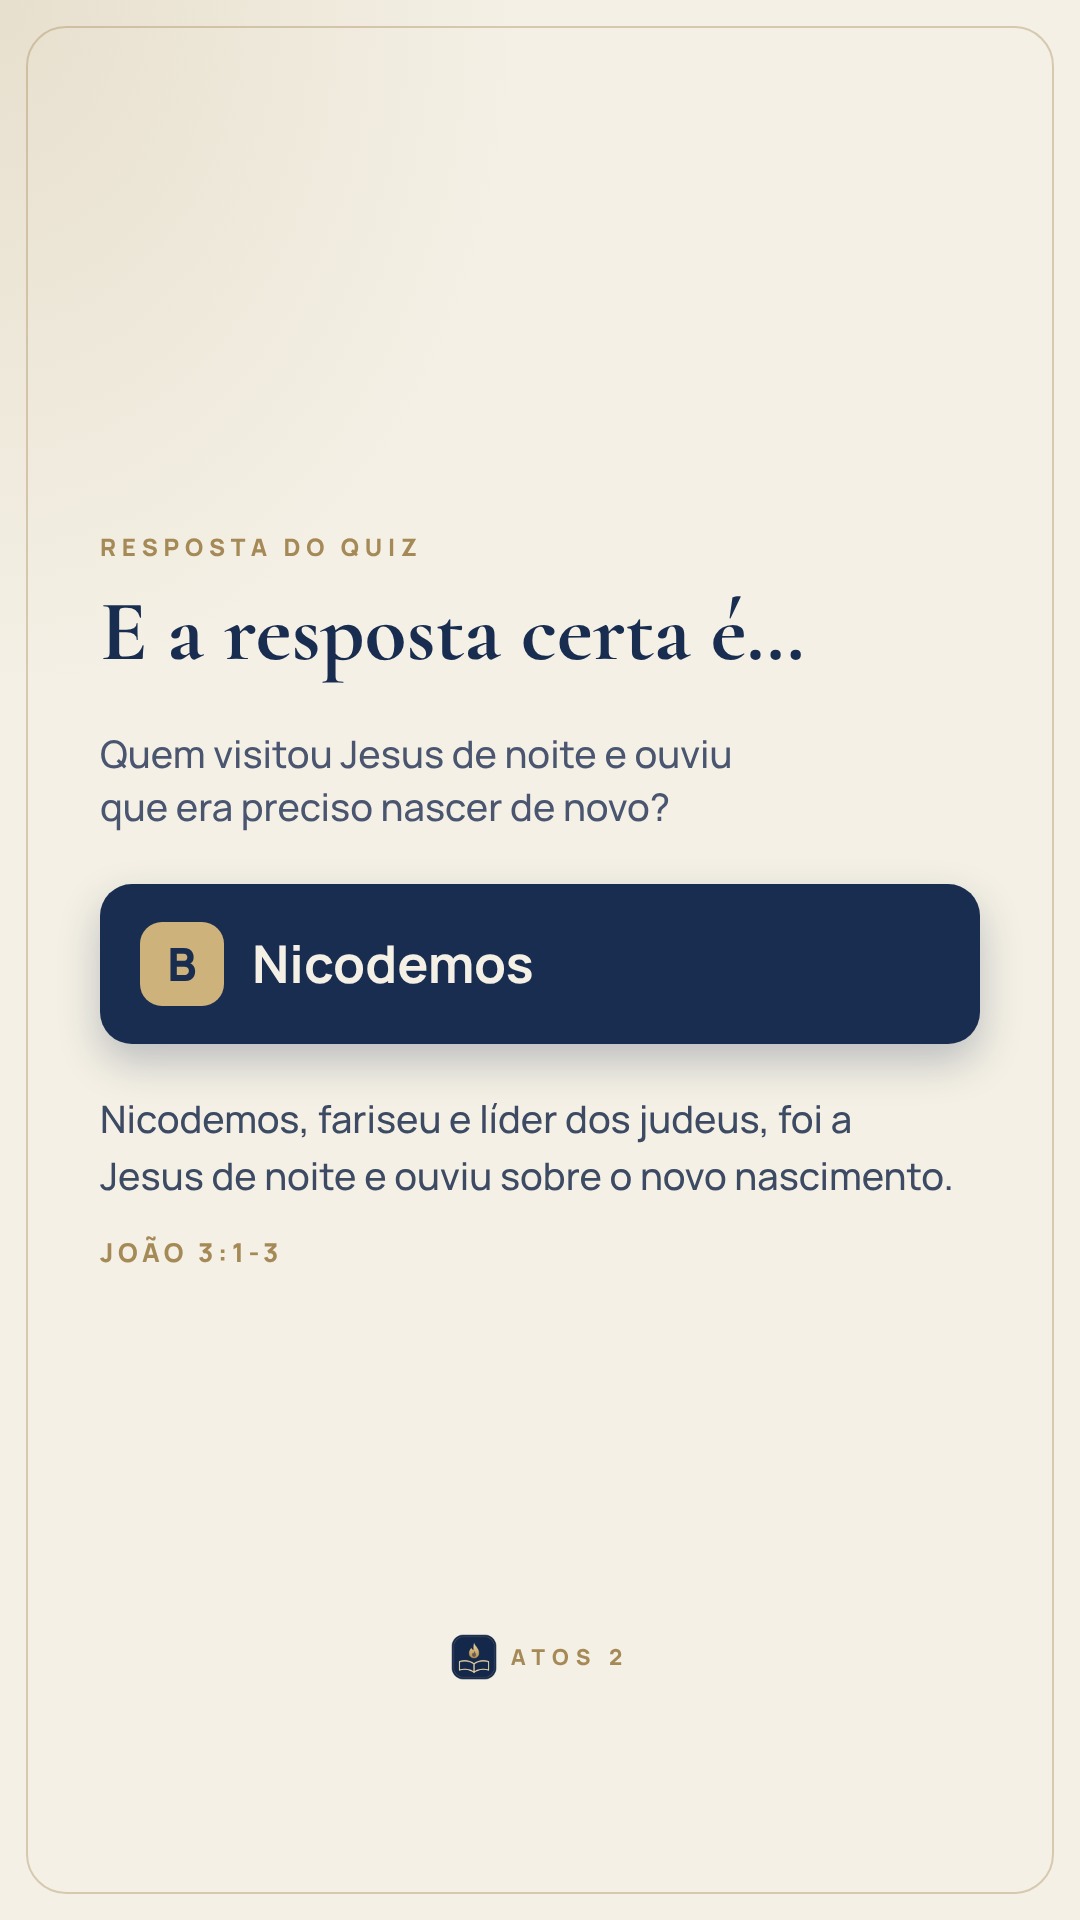 RESPOSTA DO QUIZ
E a resposta certa é...
Quem visitou Jesus de noite e ouviu
que era preciso nascer de novo?
B Nicodemos
Nicodemos, fariseu e líder dos judeus, foi a
Jesus de noite e ouviu sobre o novo nascimento.
JOÃO 3:1-3
ATOS 2